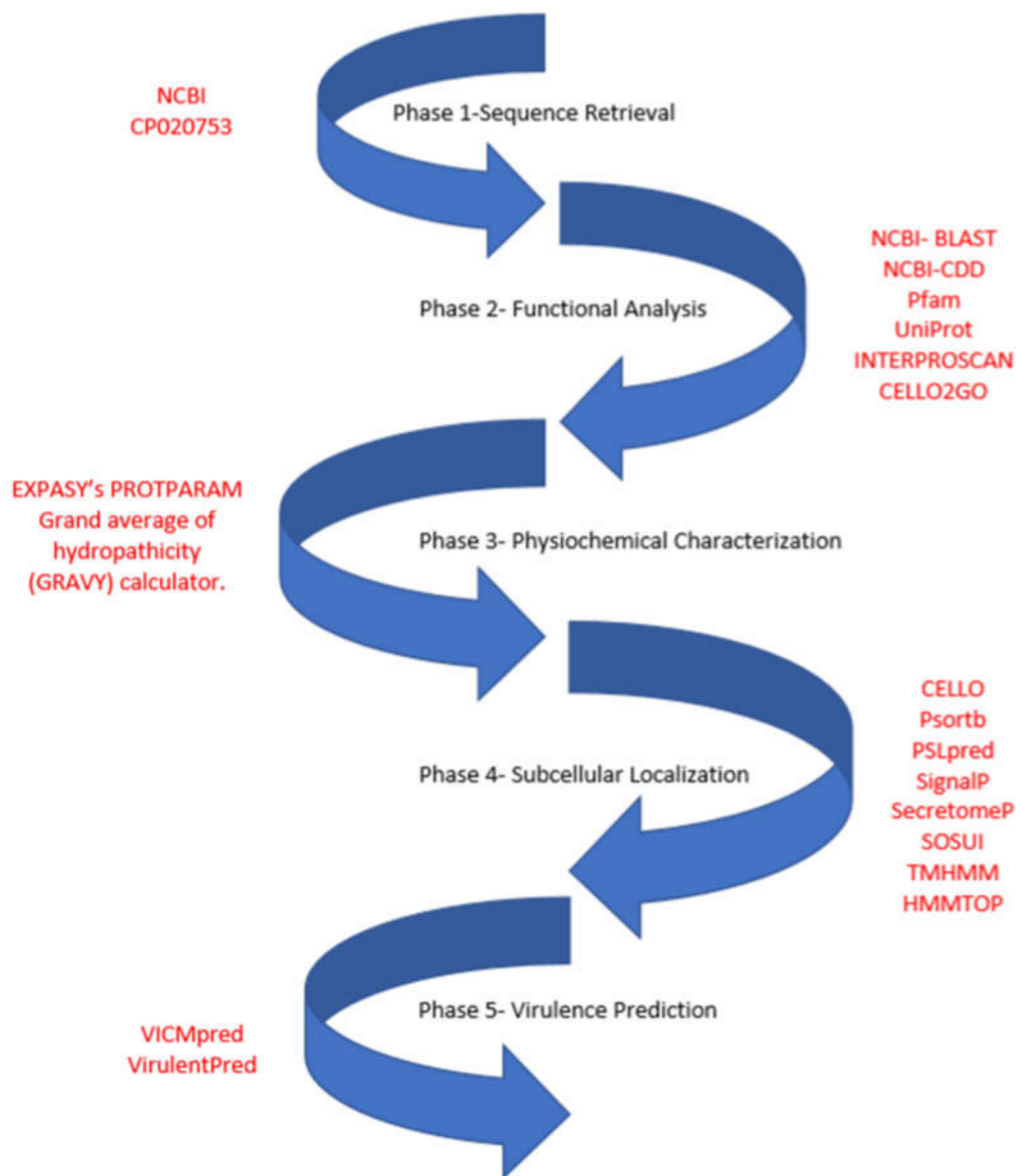 NCBI
CP020753
Phase 1-Sequence Retrieval
NCBI- BLAST
NCBI-CDD
Pfam
UniProt
INTERPROSCAN
CELLO2GO
Phase 2- Functional Analysis
EXPASY's PROTPARAM
Grand average of
hydropathicity
(GRAVY) calculator.
Phase 3- Physiochemical Characterization
CELLO
Psortb
PSLpred
SignalP
SecretomeP
SOSUI
TMHMM
HMMTOP
Phase 4- Subcellular Localization
VICMpred
VirulentPred
Phase 5- Virulence Prediction